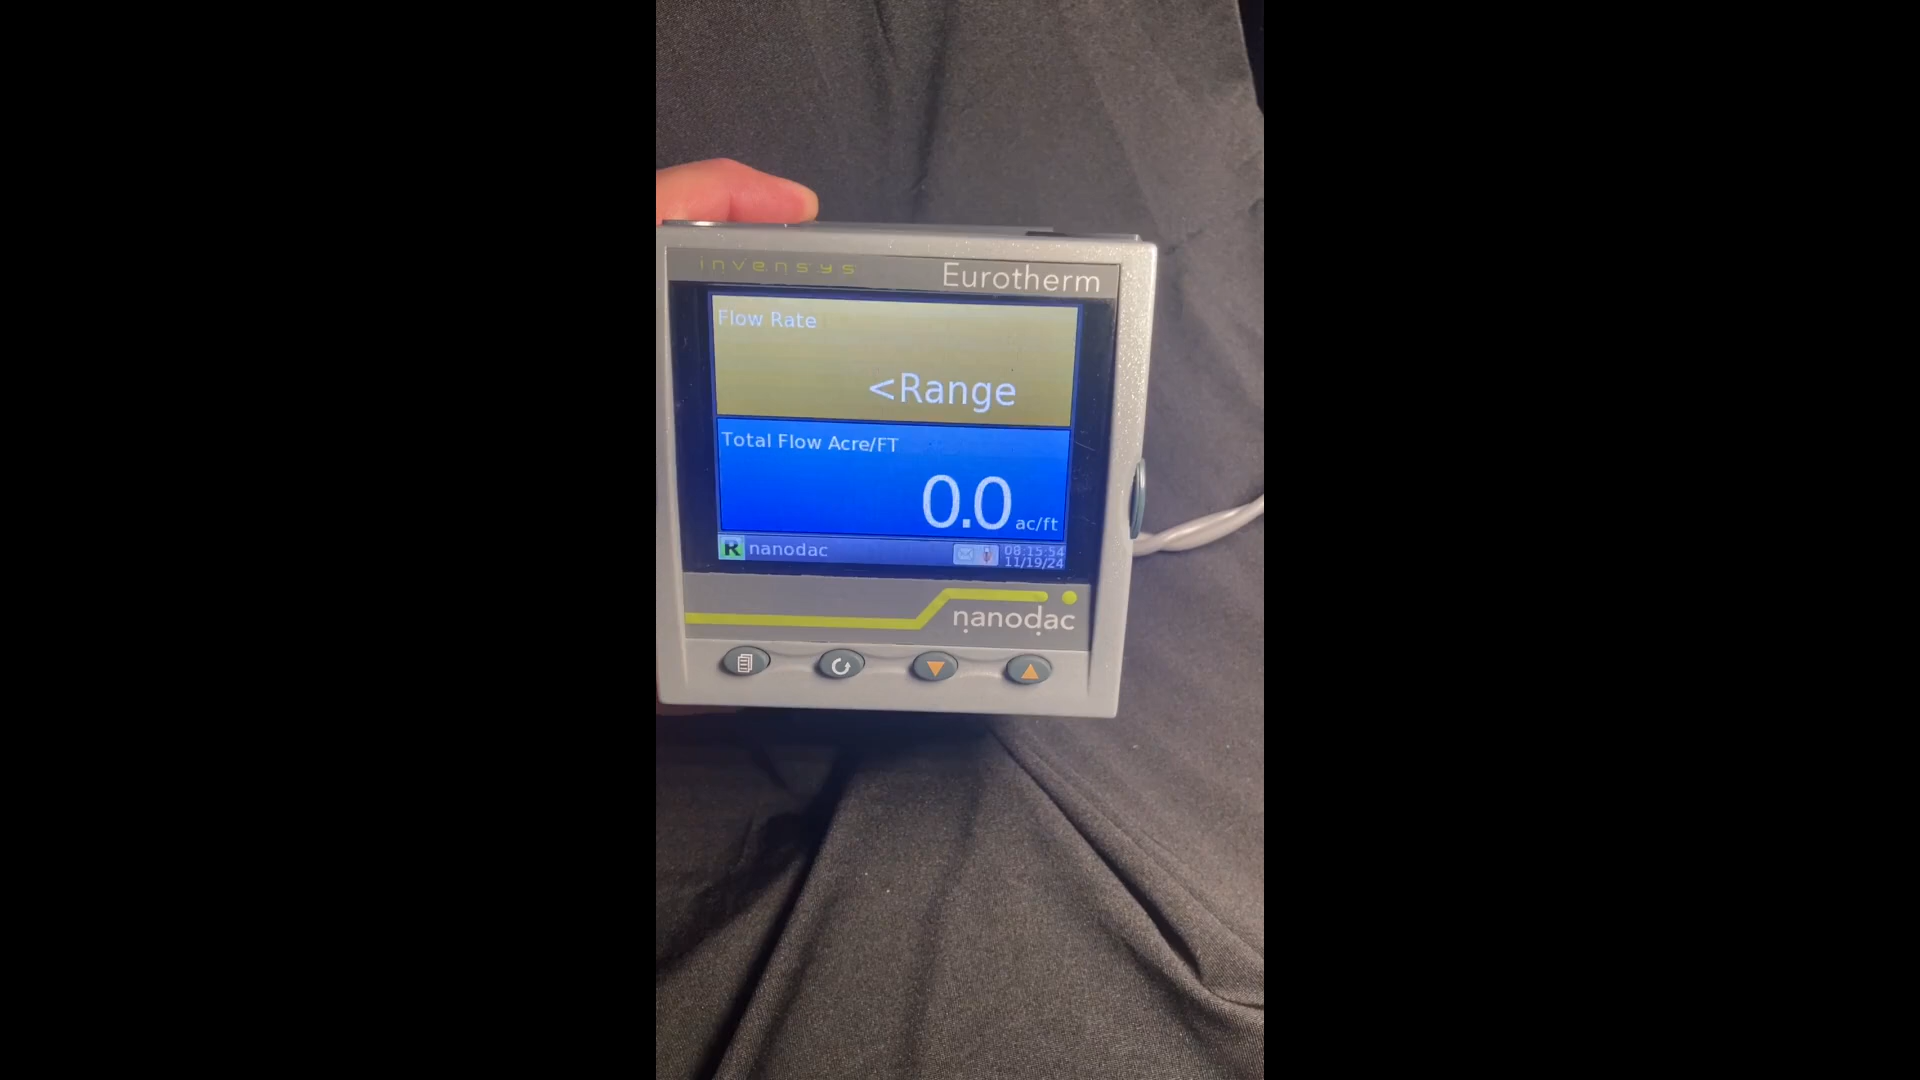 invensys
Eurotherm
Flow Rate
<Range
Total Flow Acre/FT
0.0 ac/ft
R nanodac
08:15:54
11/19/24
nanodac